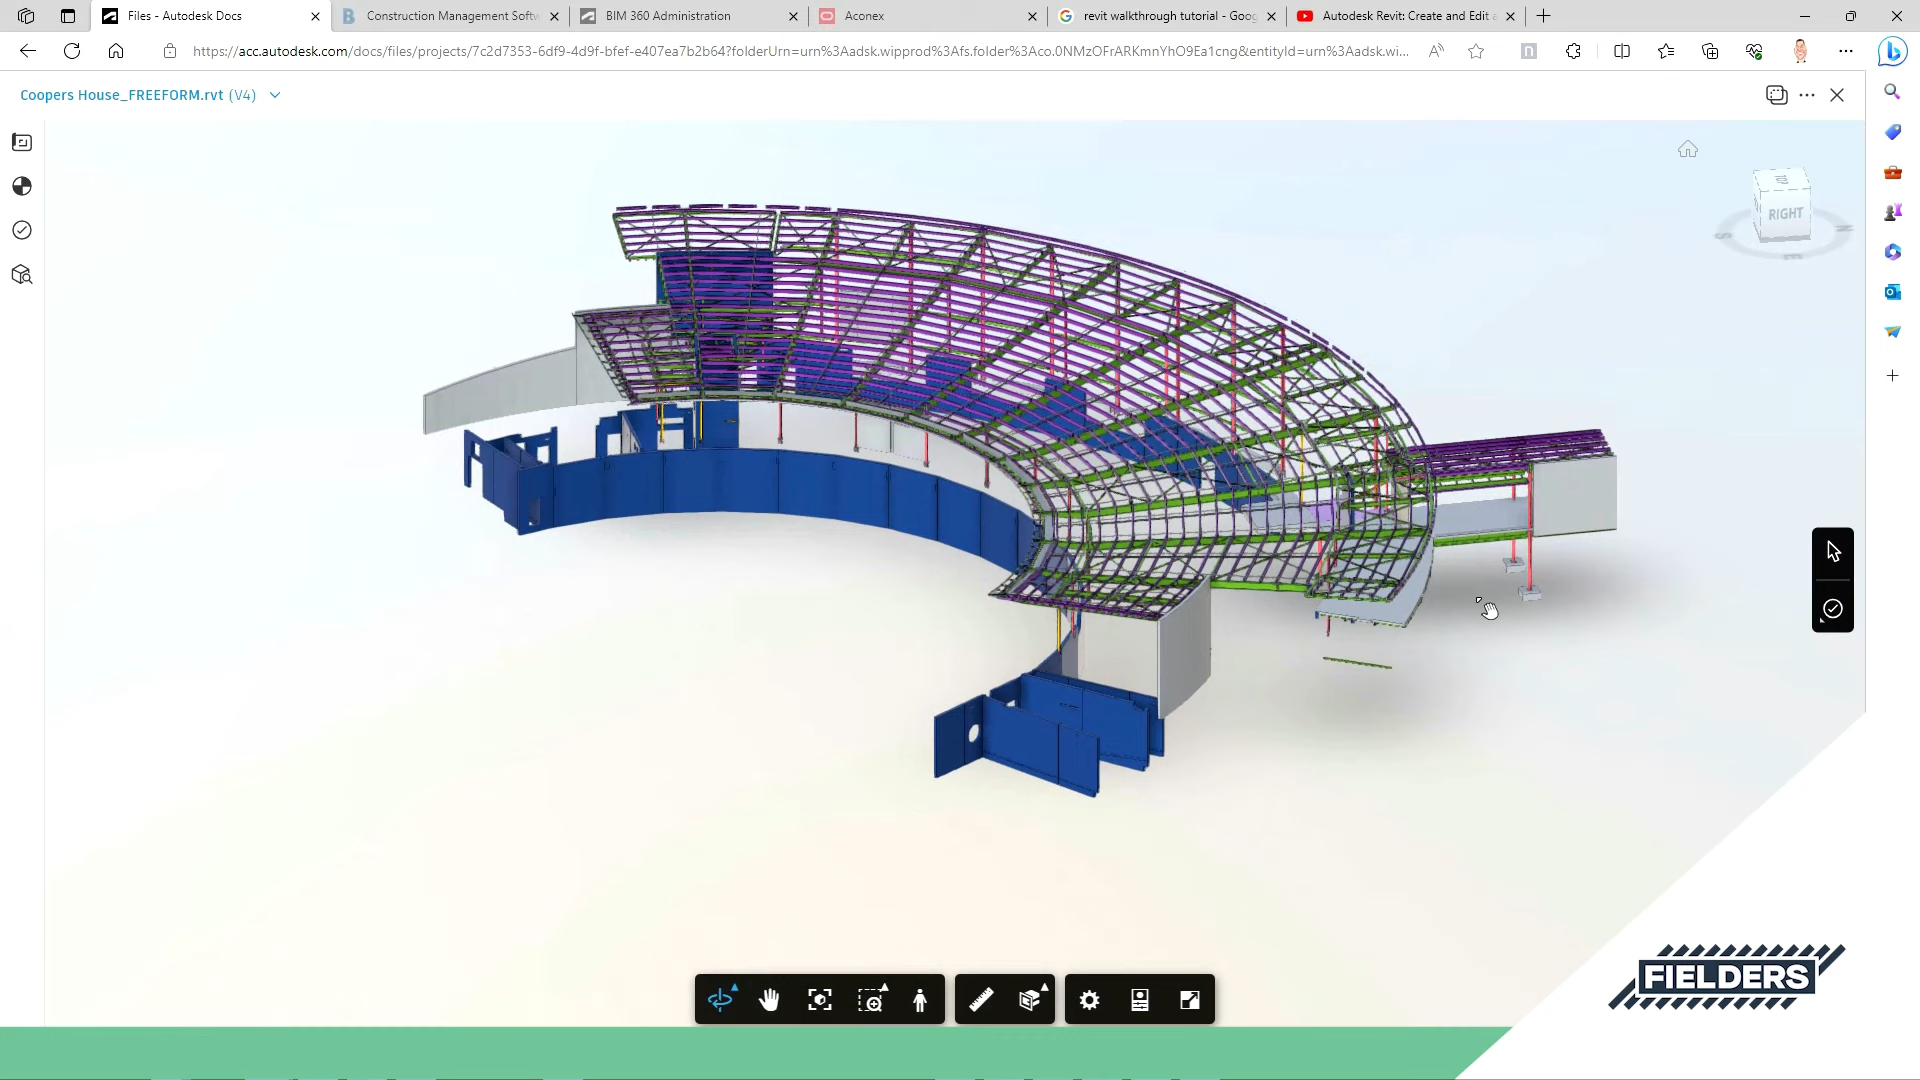 Files - Autodesk Docs
Construction Management Softw
BIM 360 Administration
Aconex
revit walkthrough tutorial - Goog
Autodesk Revit: Create and Edit a
https://acc.autodesk.com/docs/files/projects/7c2d7353-6df9-4d9f-bfef-e407ea7b2b64?folderUrn=urn%3Aadsk.wipprod%3Afs.folder%3Aco.0NMzOFrARKmnYhO9Ea1cng&entityId=urn%3Aadsk.wi...
Coopers House_FREEFORM.rvt (V4)
RIGHT
S
N
E
FIELDERS